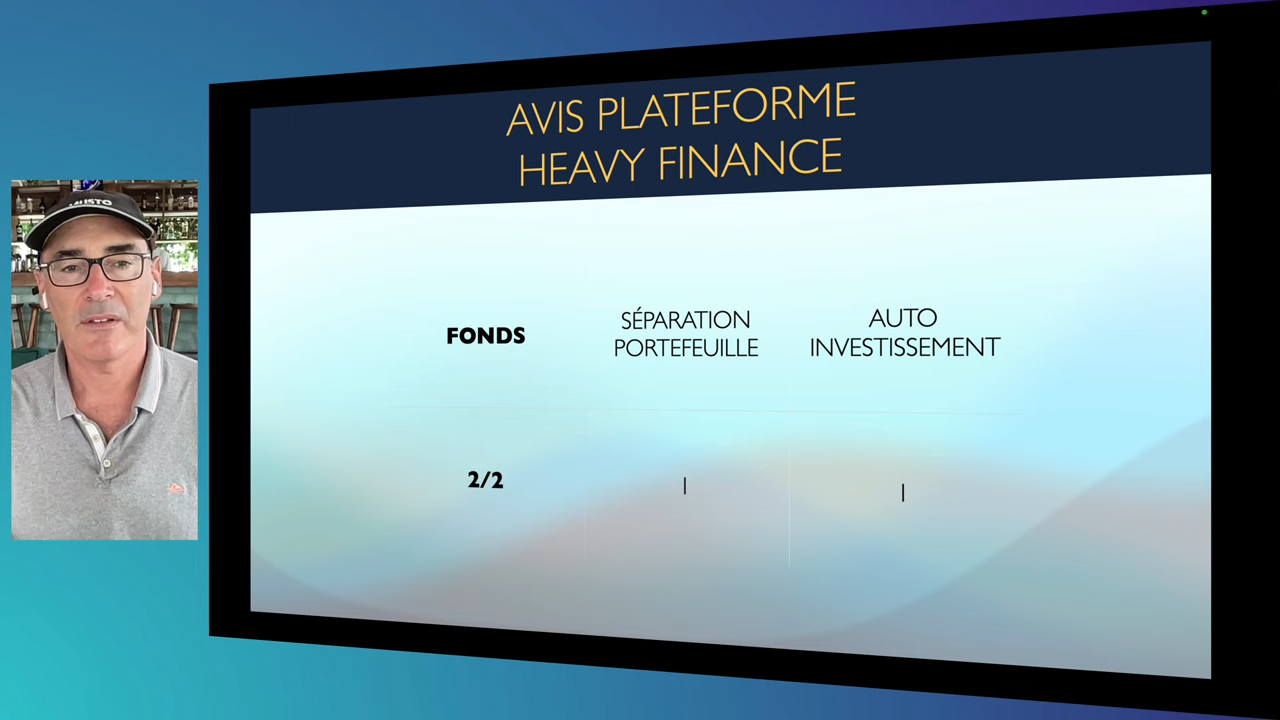 AVIS PLATEFORME
HEAVY FINANCE
FONDS
SÉPARATION
PORTEFEUILLE
AUTO
INVESTISSEMENT
2/2
|
|